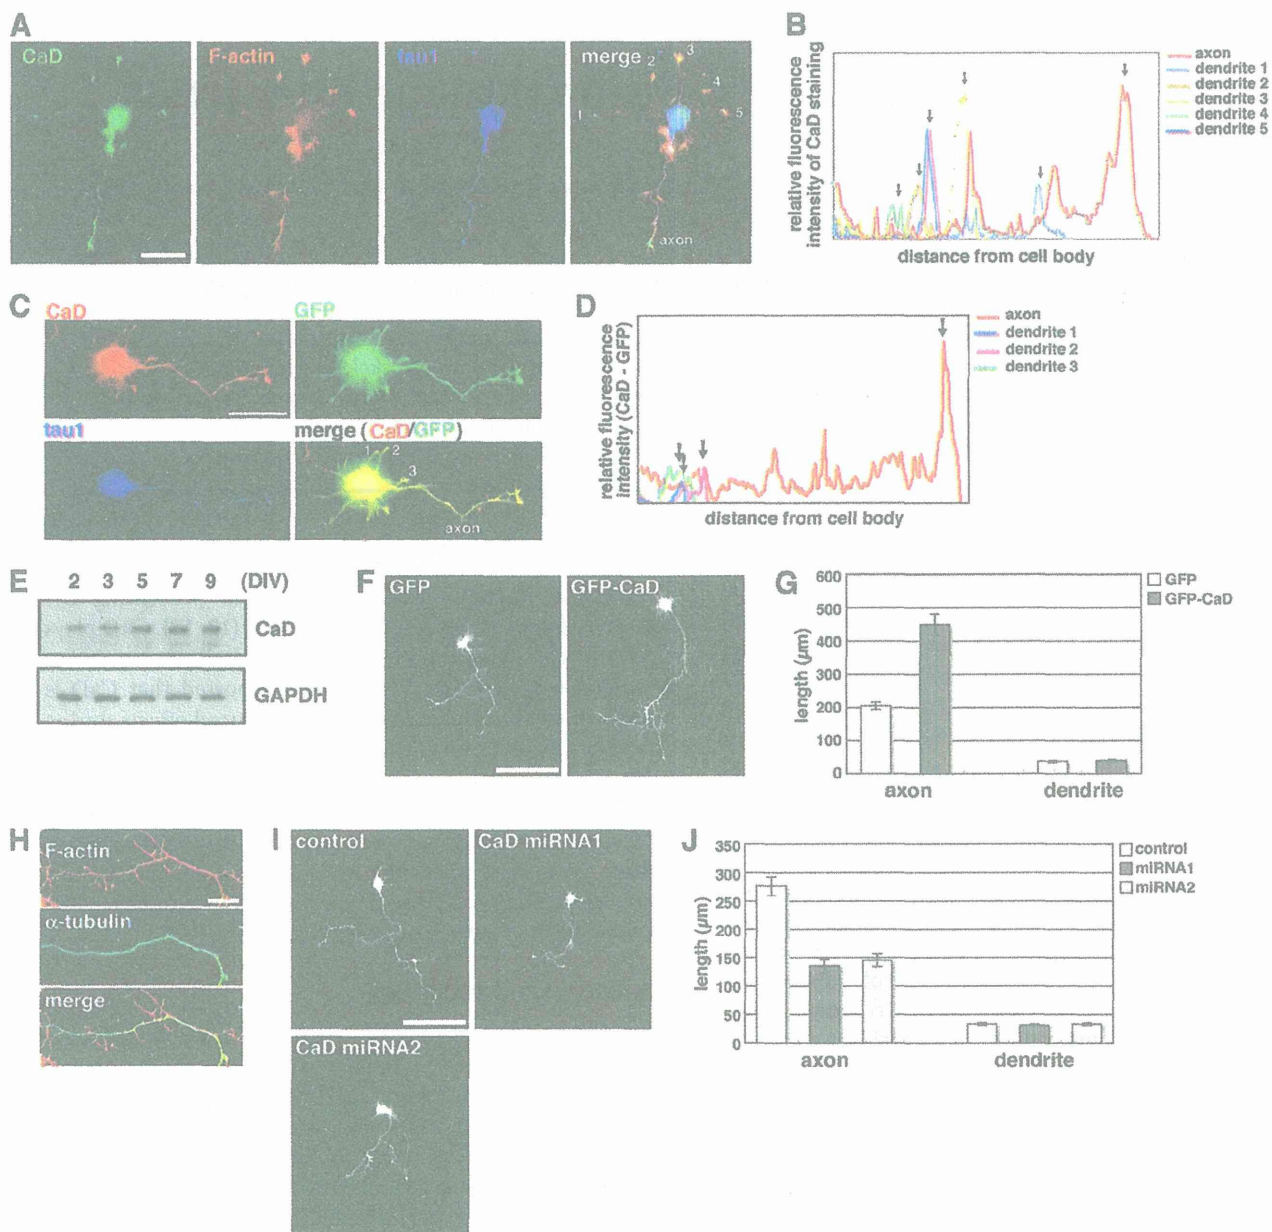 A
CaD
F-actin
tau1
merge
1
2
3
4
5
axon
B
relative fluorescence
intensity of CaD staining
distance from cell body
axon
dendrite 1
dendrite 2
dendrite 3
dendrite 4
dendrite 5
C
CaD
GFP
tau1
merge (CaD/GFP)
1
2
3
axon
D
relative fluorescence
intensity (CaD - GFP)
distance from cell body
axon
dendrite 1
dendrite 2
dendrite 3
E
2 3 5 7 9 (DIV)
CaD
GAPDH
F
GFP
GFP-CaD
G
length (µm)
600
500
400
300
200
100
0
axon
dendrite
GFP
GFP-CaD
H
F-actin
α-tubulin
merge
I
control
CaD miRNA1
CaD miRNA2
J
length (µm)
350
300
250
200
150
100
50
0
axon
dendrite
control
miRNA1
miRNA2